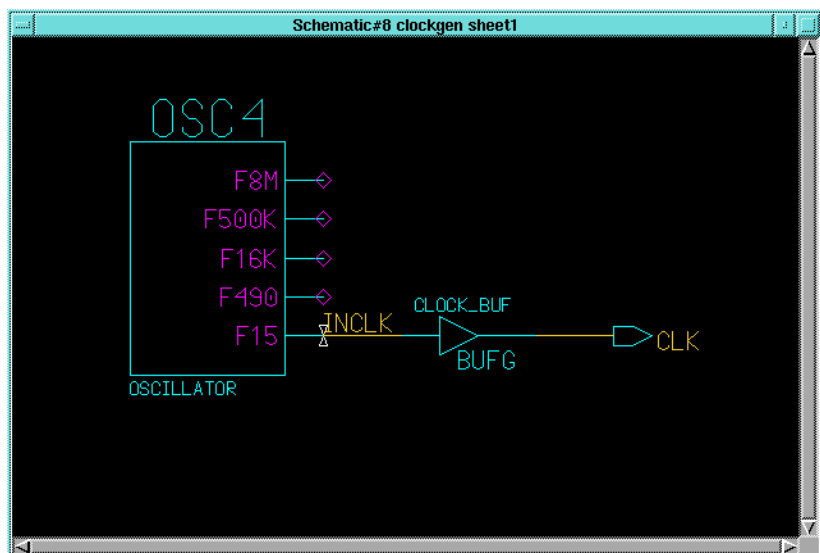 Schematic#8 clockgen sheet1
OSC4
F8M
F500K
F16K
F490
F15
INCLK
CLOCK_BUF
BUFG
CLK
OSCILLATOR